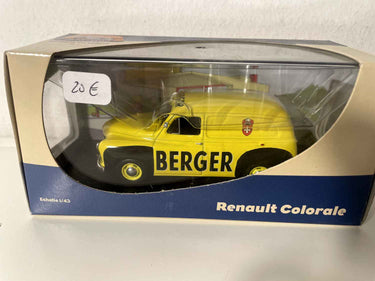 20 €
BERGER
Echelle 1/43
Renault Colorale